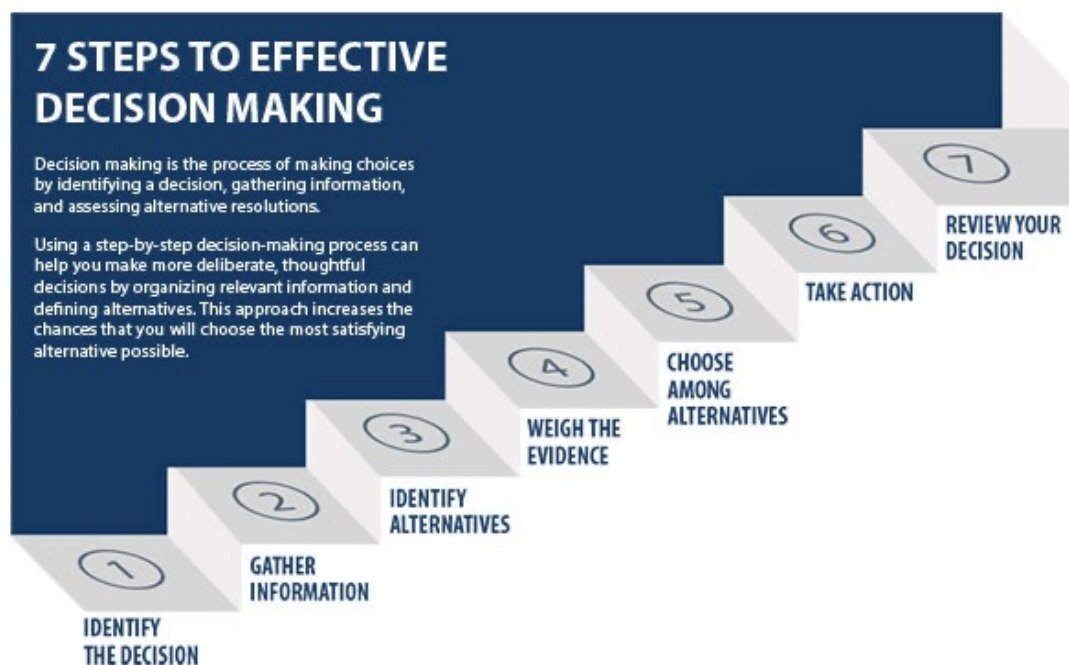 7 STEPS TO EFFECTIVE
DECISION MAKING
Decision making is the process of making choices
by identifying a decision, gathering information,
and assessing alternative resolutions.
Using a step-by-step decision-making process can
help you make more deliberate, thoughtful
decisions by organizing relevant information and
defining alternatives. This approach increases the
chances that you will choose the most satisfying
alternative possible.
1
IDENTIFY
THE DECISION
2
GATHER
INFORMATION
3
IDENTIFY
ALTERNATIVES
4
WEIGH THE
EVIDENCE
5
CHOOSE
AMONG
ALTERNATIVES
6
TAKE ACTION
7
REVIEW YOUR
DECISION